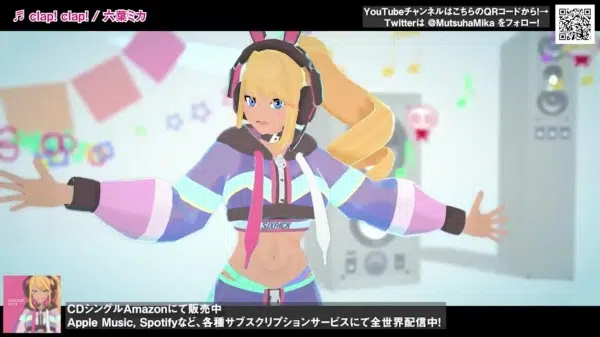 ♬ clap! clap! / 六葉ミカ
YouTubeチャンネルはこちらのQRコードから!→
Twitterは @MutsuhaMika をフォロー!
SIXPACK
CDシングルAmazonにて販売中
Apple Music, Spotifyなど、各種サブスクリプションサービスにて全世界配信中!